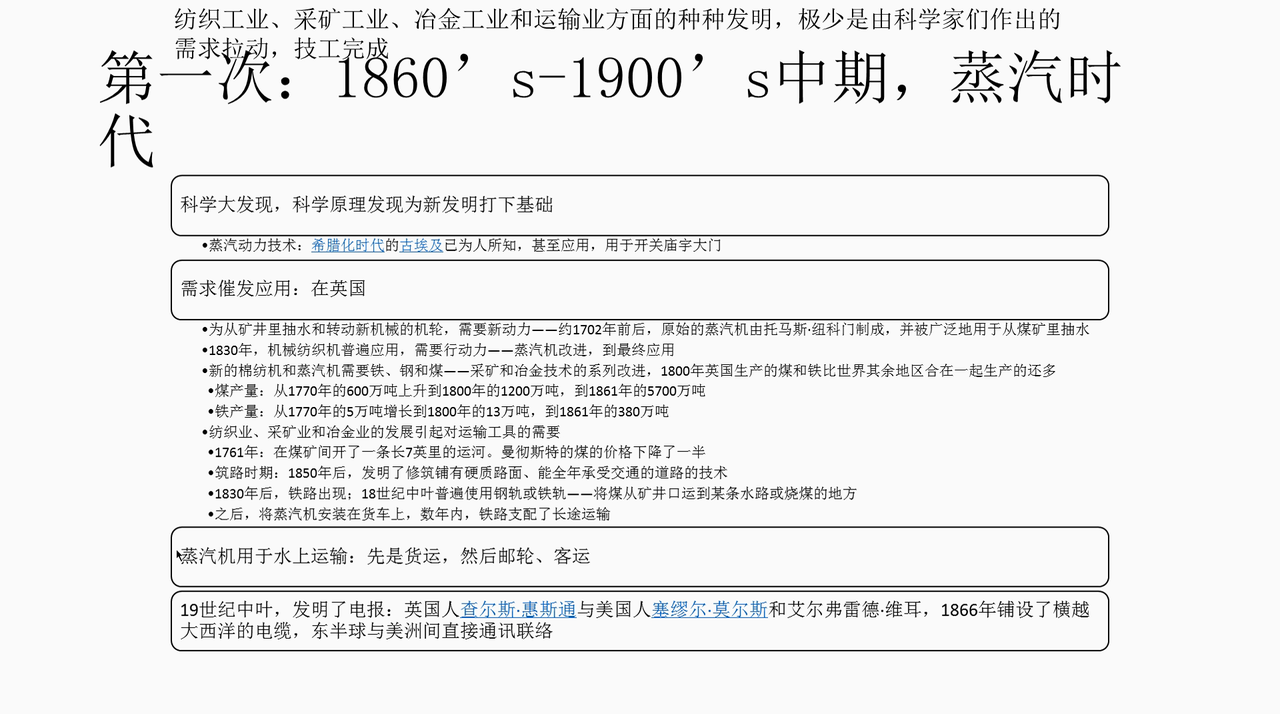 纺织工业、采矿工业、冶金工业和运输业方面的种种发明，极少是由科学家们作出的
需求拉动，技工完成
第一次：1860’s-1900’s中期，蒸汽时
代
科学大发现，科学原理发现为新发明打下基础
•蒸汽动力技术：希腊化时代的古埃及已为人所知，甚至应用，用于开关庙宇大门
需求催发应用：在英国
•为从矿井里抽水和转动新机械的机轮，需要新动力——约1702年前后，原始的蒸汽机由托马斯·纽科门制成，并被广泛地用于从煤矿里抽水
•1830年，机械纺织机普遍应用，需要行动力——蒸汽机改进，到最终应用
•新的棉纺机和蒸汽机需要铁、钢和煤——采矿和冶金技术的系列改进，1800年英国生产的煤和铁比世界其余地区合在一起生产的还多
•煤产量：从1770年的600万吨上升到1800年的1200万吨，到1861年的5700万吨
•铁产量：从1770年的5万吨增长到1800年的13万吨，到1861年的380万吨
•纺织业、采矿业和冶金业的发展引起对运输工具的需要
•1761年：在煤矿间开了一条长7英里的运河。曼彻斯特的煤的价格下降了一半
•筑路时期：1850年后，发明了修筑铺有硬质路面、能全年承受交通的道路的技术
•1830年后，铁路出现；18世纪中叶普遍使用钢轨或铁轨——将煤从矿井口运到某条水路或烧煤的地方
•之后，将蒸汽机安装在货车上，数年内，铁路支配了长途运输
蒸汽机用于水上运输：先是货运，然后邮轮、客运
19世纪中叶，发明了电报：英国人查尔斯·惠斯通与美国人塞缪尔·莫尔斯和艾尔弗雷德·维耳，1866年铺设了横越
大西洋的电缆，东半球与美洲间直接通讯联络